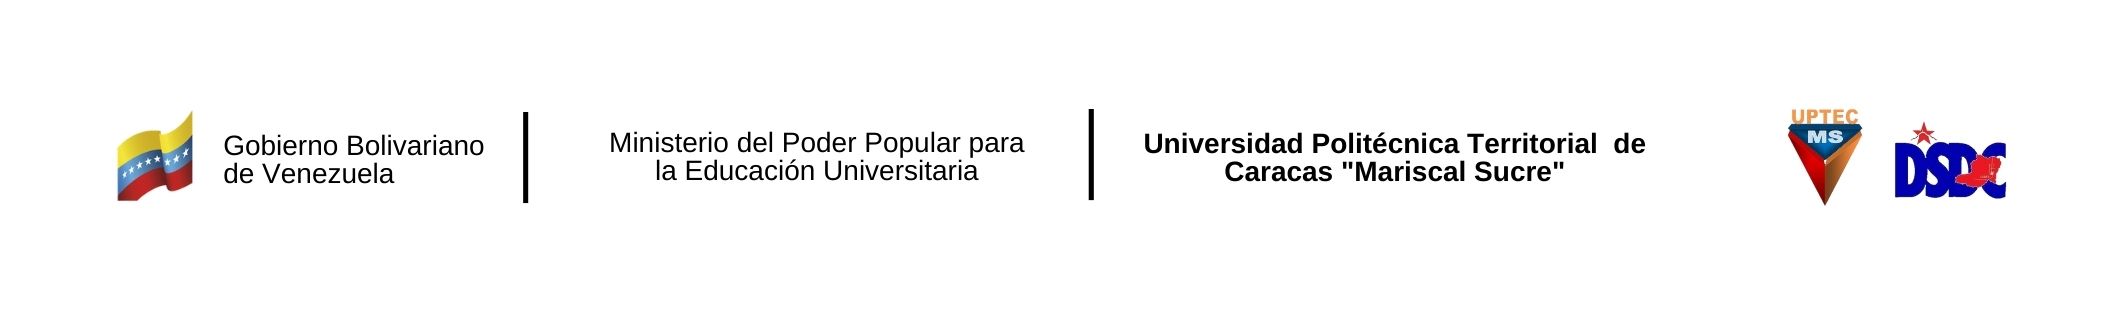 Gobierno Bolivariano
de Venezuela
Ministerio del Poder Popular para
la Educación Universitaria
Universidad Politécnica Territorial  de
Caracas "Mariscal Sucre"
UPTEC
MS
DSDC